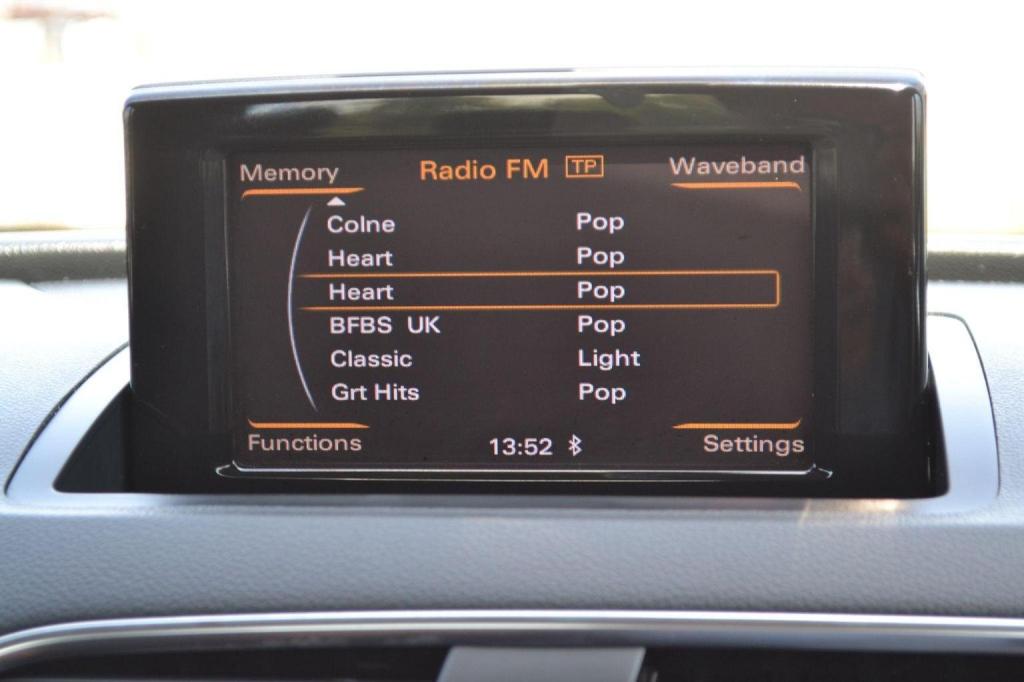 Memory Radio FM TP Waveband
Colne Pop
Heart Pop
Heart Pop
BFBS UK Pop
Classic Light
Grt Hits Pop
Functions 13:52 Settings